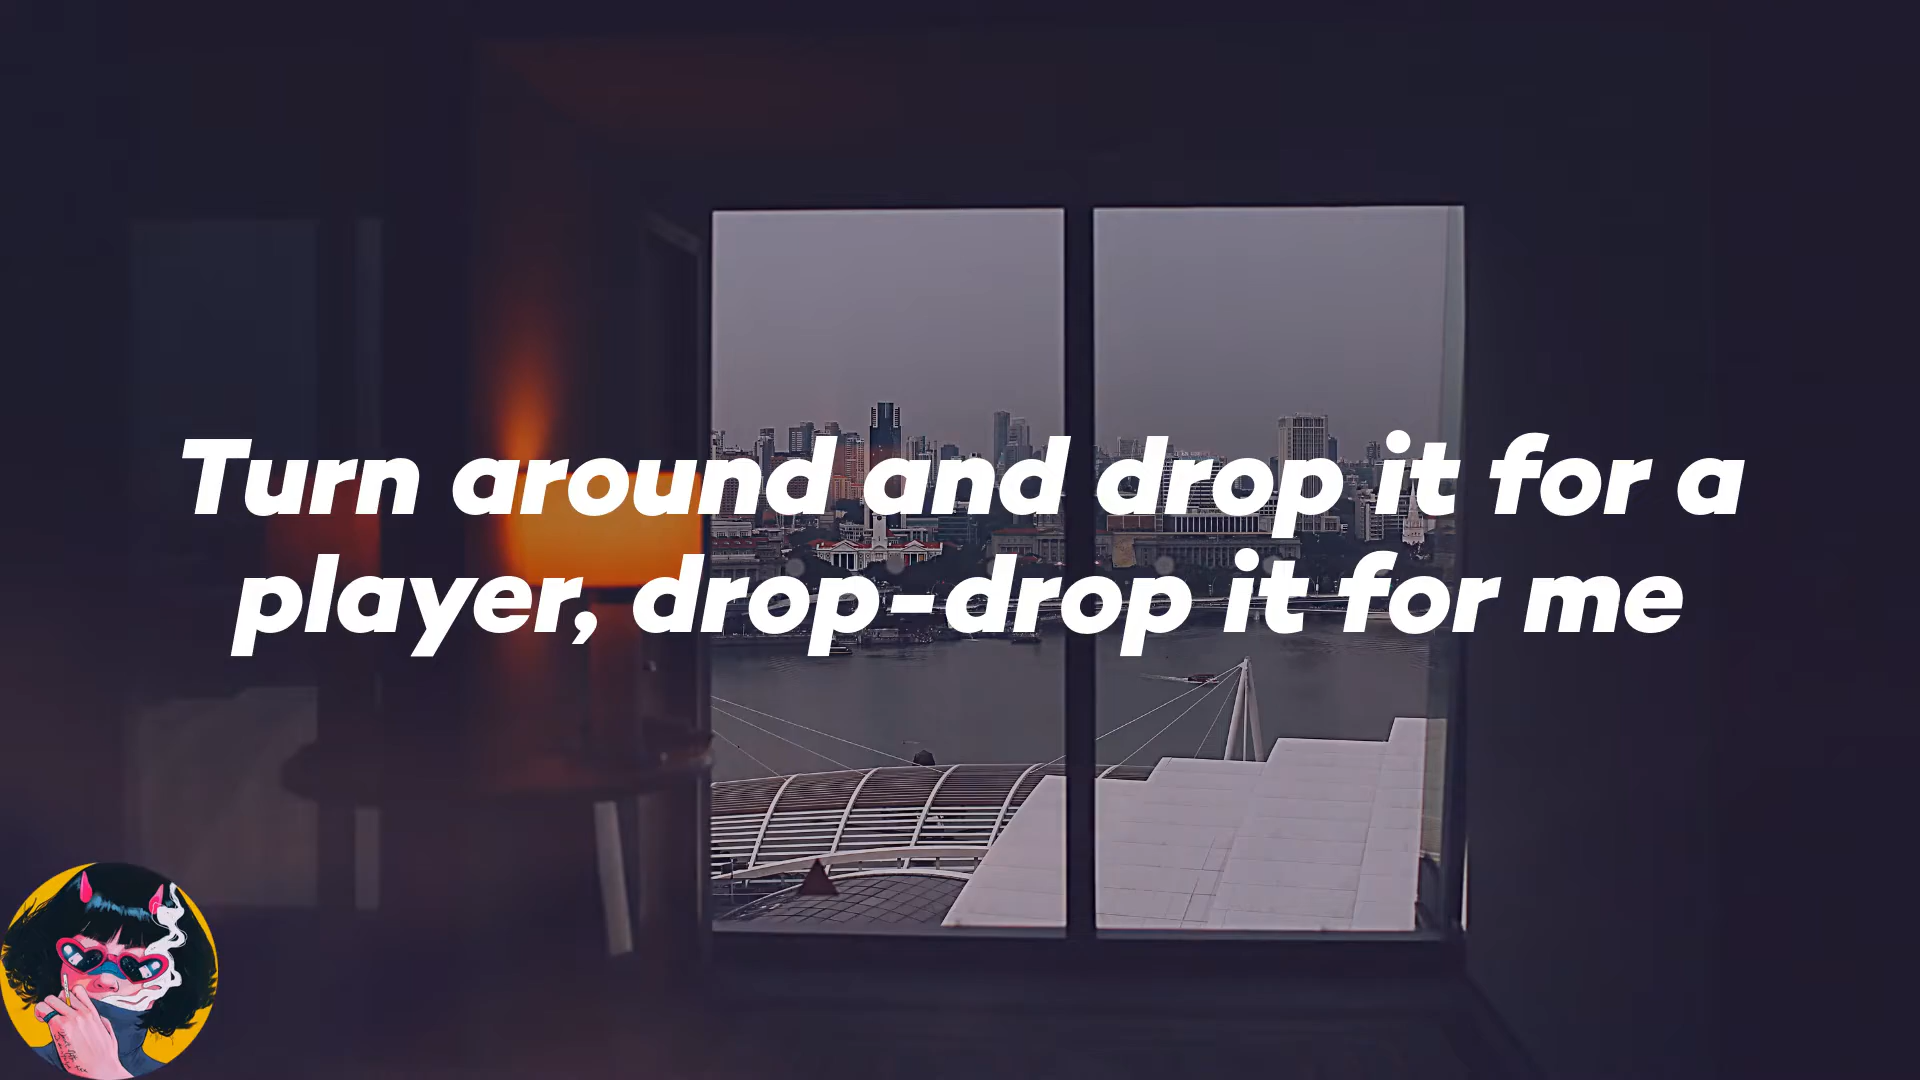 Turn around and drop it for a
player, drop-drop it for me